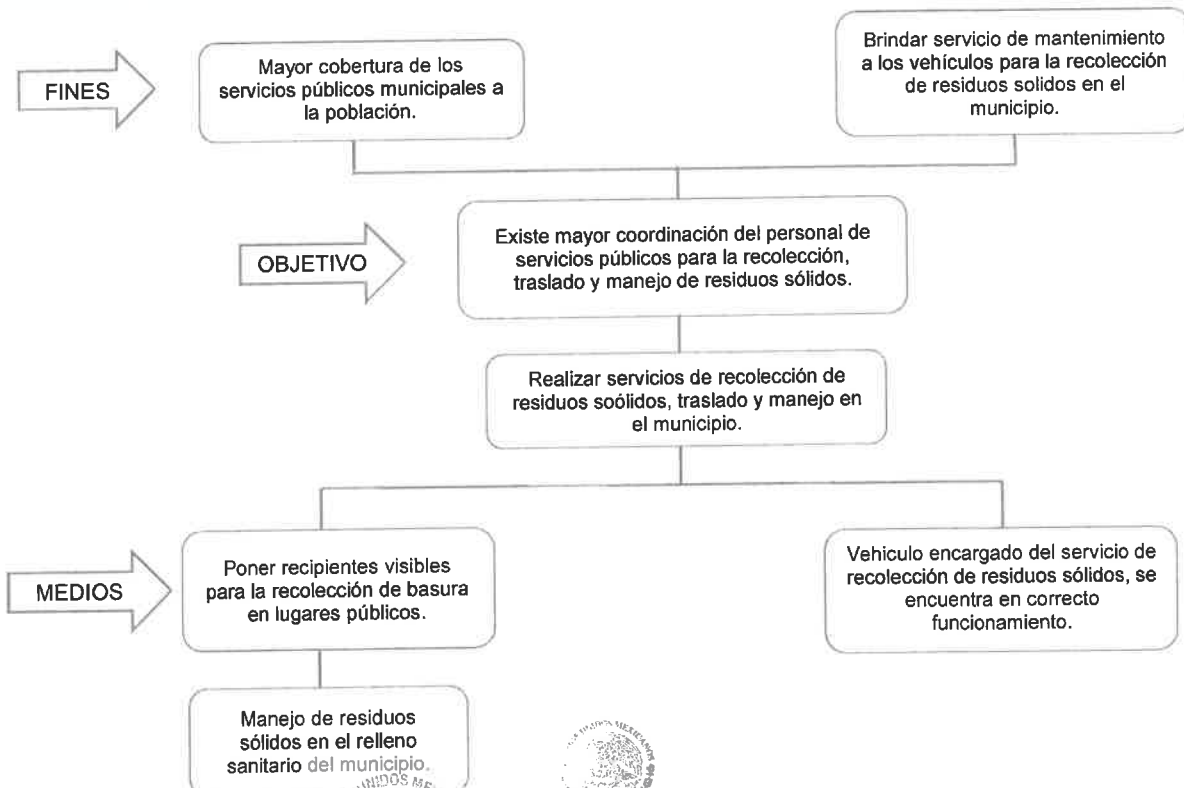 FINES
Mayor cobertura de los
servicios públicos municipales a
la población.
Brindar servicio de mantenimiento
a los vehículos para la recolección
de residuos solidos en el
municipio.
OBJETIVO
Existe mayor coordinación del personal de
servicios públicos para la recolección,
traslado y manejo de residuos sólidos.
Realizar servicios de recolección de
residuos soólidos, traslado y manejo en
el municipio.
MEDIOS
Poner recipientes visibles
para la recolección de basura
en lugares públicos.
Vehiculo encargado del servicio de
recolección de residuos sólidos, se
encuentra en correcto
funcionamiento.
Manejo de residuos
sólidos en el relleno
sanitario del municipio.